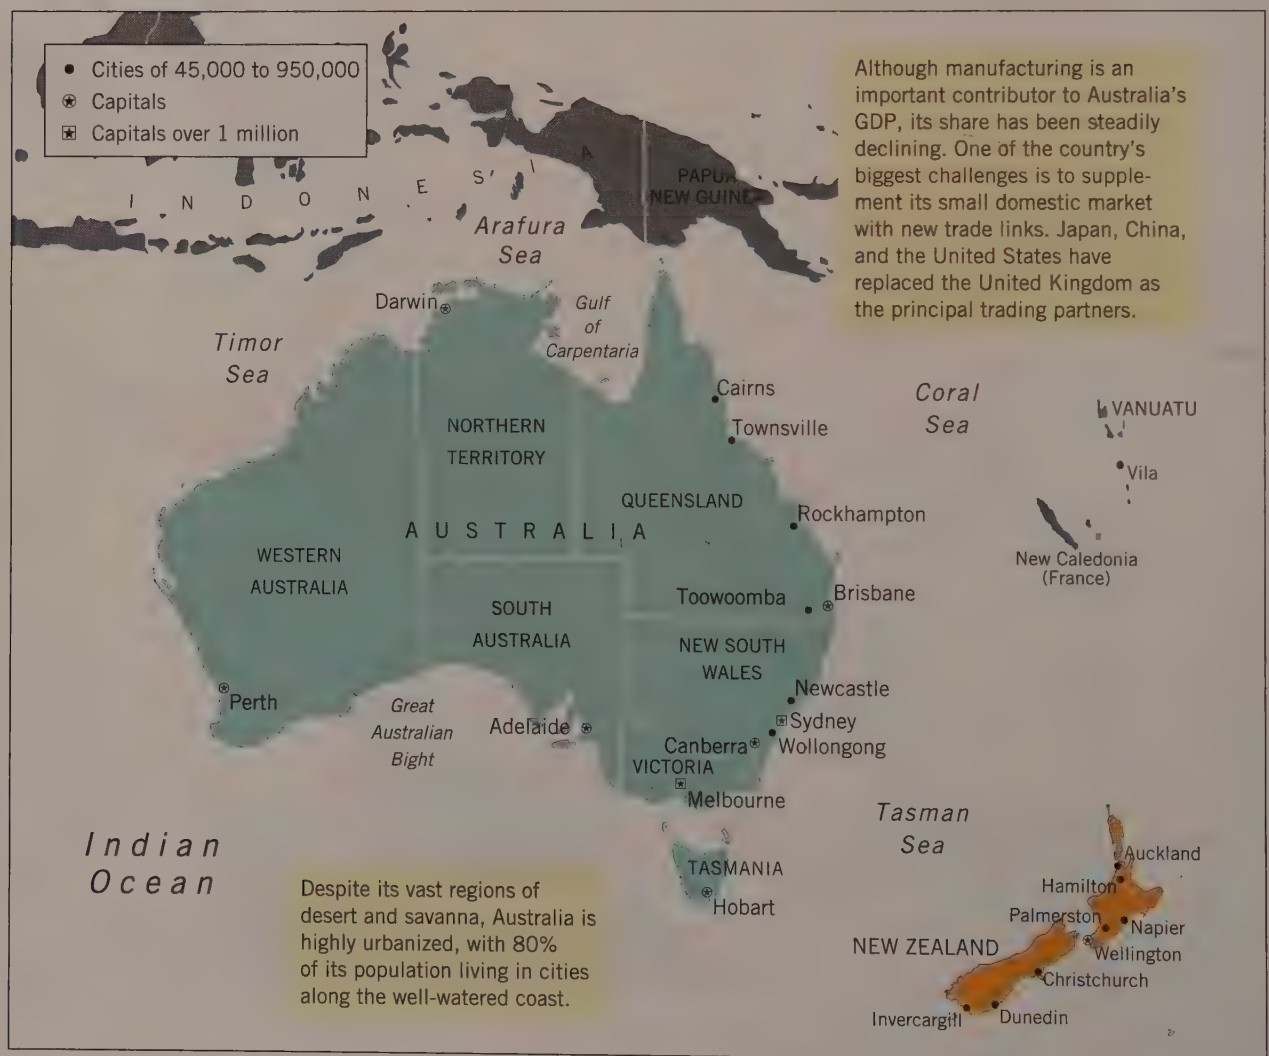 Cities of 45,000 to 950,000
Capitals
Capitals over 1 million
Although manufacturing is an
important contributor to Australia's
GDP, its share has been steadily
declining. One of the country's
biggest challenges is to supple-
ment its small domestic market
with new trade links. Japan, China,
and the United States have
replaced the United Kingdom as
the principal trading partners.
INDONESIA
PAPUA
NEW GUINEA
Arafura
Sea
Darwin
Gulf
of
Carpentaria
Timor
Sea
Cairns
Coral
Sea
VANUATU
Townsville
NORTHERN
TERRITORY
Vila
QUEENSLAND
Rockhampton
AUSTRALIA
WESTERN
AUSTRALIA
New Caledonia
(France)
Toowoomba
Brisbane
SOUTH
AUSTRALIA
NEW SOUTH
WALES
Newcastle
Perth
Great
Australian
Bight
Adelaide
Sydney
Canberra
Wollongong
VICTORIA
Melbourne
Tasman
Sea
Indian
Ocean
TASMANIA
Hobart
Despite its vast regions of
desert and savanna, Australia is
highly urbanized, with 80%
of its population living in cities
along the well-watered coast.
Auckland
Hamilton
Palmerston
Napier
NEW ZEALAND
Wellington
Christchurch
Invercargill
Dunedin